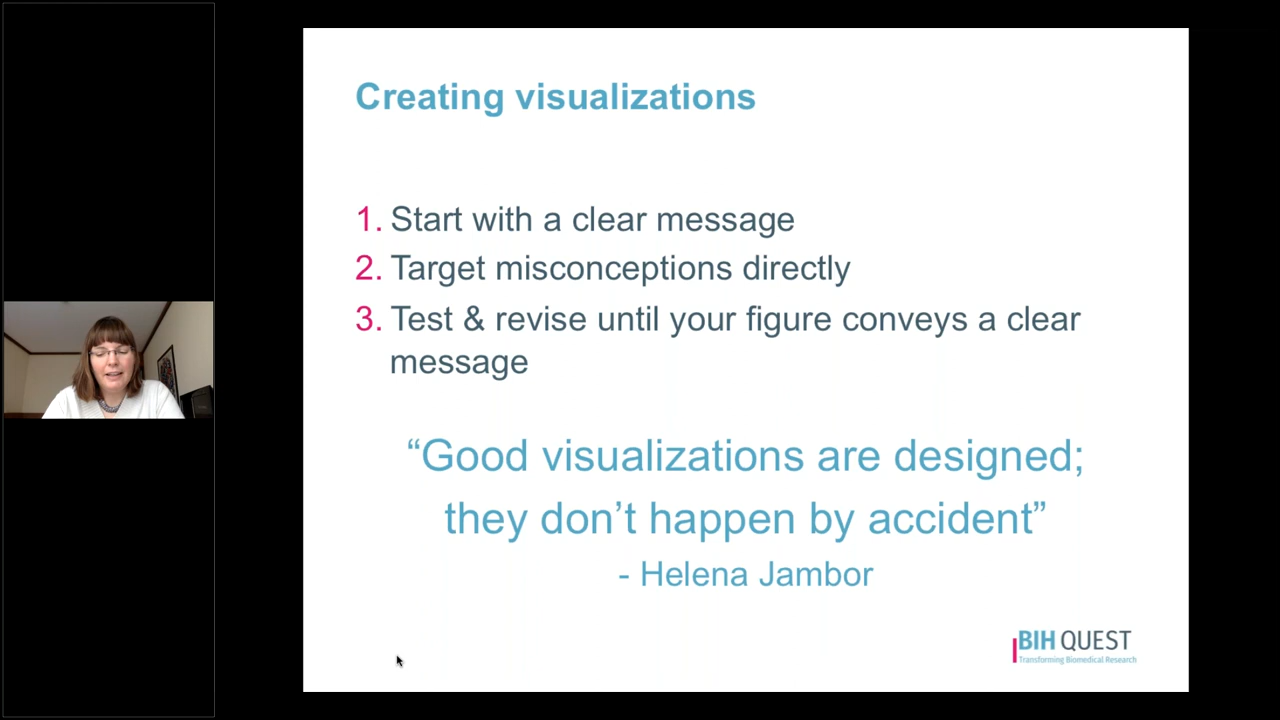 Creating visualizations
1. Start with a clear message
2. Target misconceptions directly
3. Test & revise until your figure conveys a clear
message
“Good visualizations are designed;
they don’t happen by accident”
- Helena Jambor
BIH QUEST
Transforming Biomedical Research